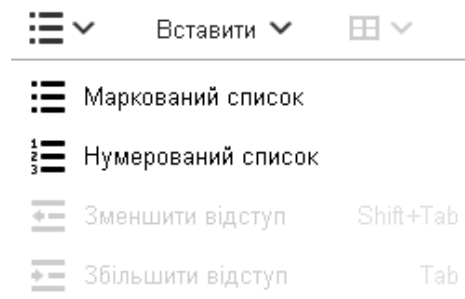 Вставити
Маркований список
Нумерований список
Зменшити відступ Shift+Tab
Збільшити відступ Tab